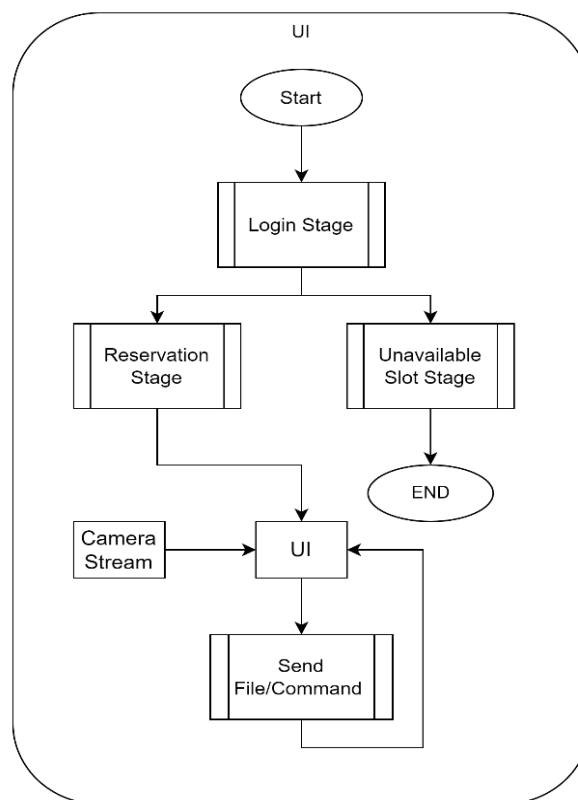 UI
Start
Login Stage
Reservation
Stage
Unavailable
Slot Stage
END
Camera
Stream
UI
Send
File/Command